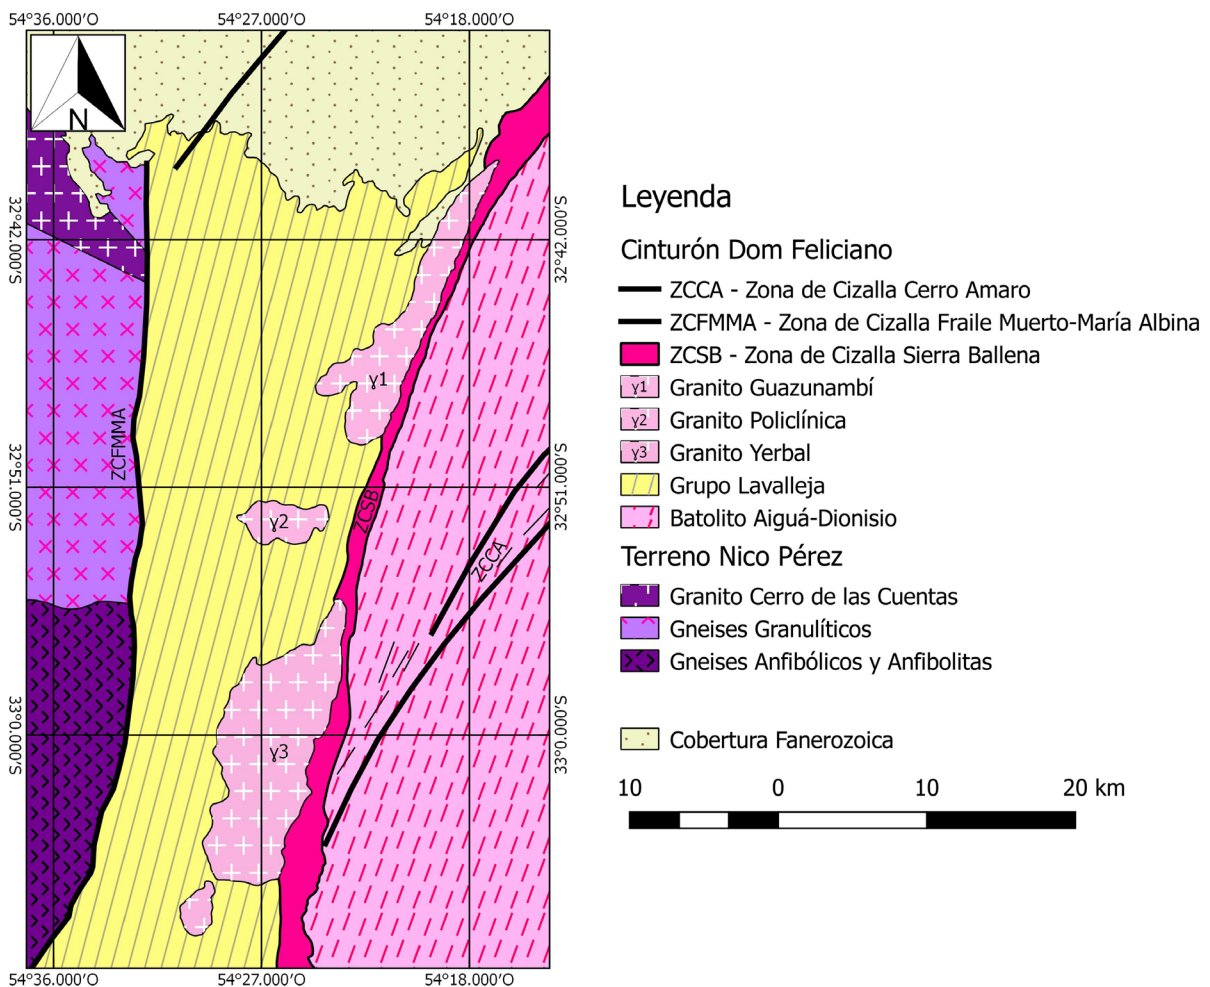 54°36.000′O 54°27.000′O 54°18.000′O
N
32°42.000′S 32°42.000′S
γ1
ZCFMMA
32°51.000′S 32°51.000′S
ZCSB
γ2
ZCCA
33°0.000′S 33°0.000′S
γ3
54°36.000′O 54°27.000′O 54°18.000′O
Leyenda
Cinturón Dom Feliciano
ZCCA - Zona de Cizalla Cerro Amaro
ZCFMMA - Zona de Cizalla Fraile Muerto-María Albina
ZCSB - Zona de Cizalla Sierra Ballena
γ1 Granito Guazunambí
γ2 Granito Policlínica
γ3 Granito Yerbal
Grupo Lavalleja
Batolito Aiguá-Dionisio
Terreno Nico Pérez
Granito Cerro de las Cuentas
Gneises Granulíticos
Gneises Anfibólicos y Anfibolitas
Cobertura Fanerozoica
10 0 10 20 km